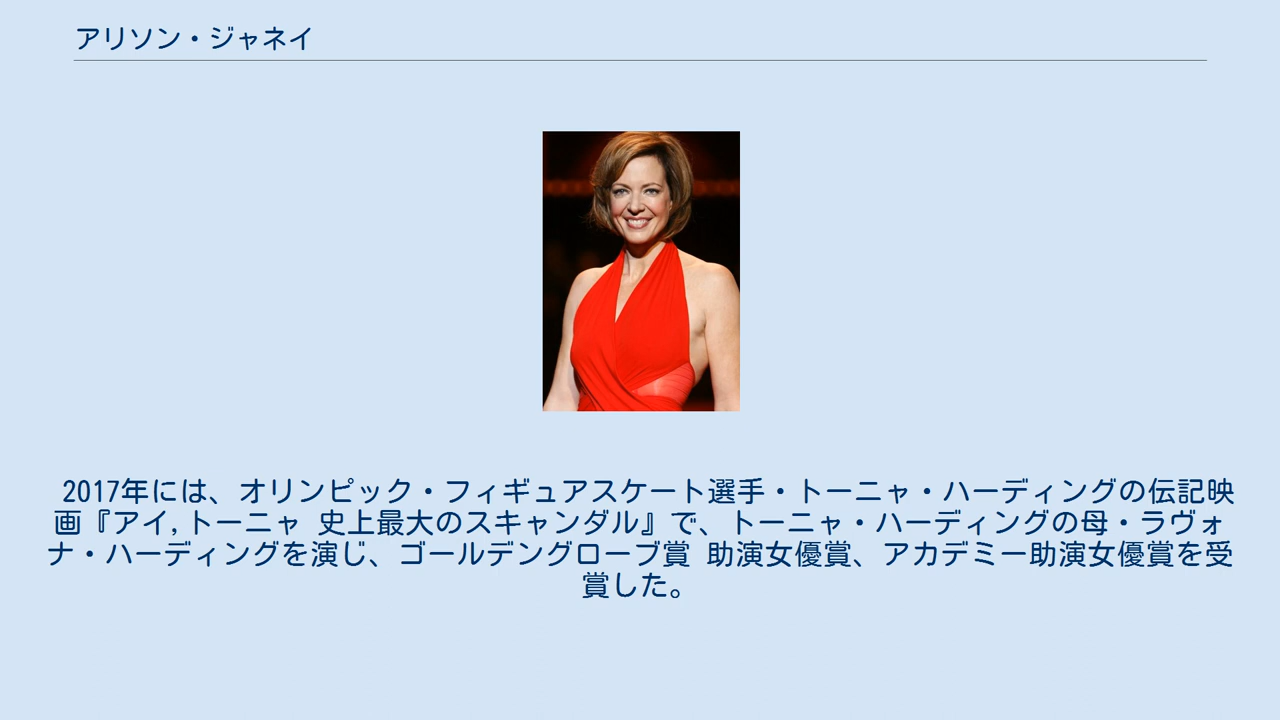 アリソン・ジャネイ
2017年には、オリンピック・フィギュアスケート選手・トーニャ・ハーディングの伝記映
画『アイ,トーニャ 史上最大のスキャンダル』で、トーニャ・ハーディングの母・ラヴォ
ナ・ハーディングを演じ、ゴールデングローブ賞 助演女優賞、アカデミー助演女優賞を受
賞した。